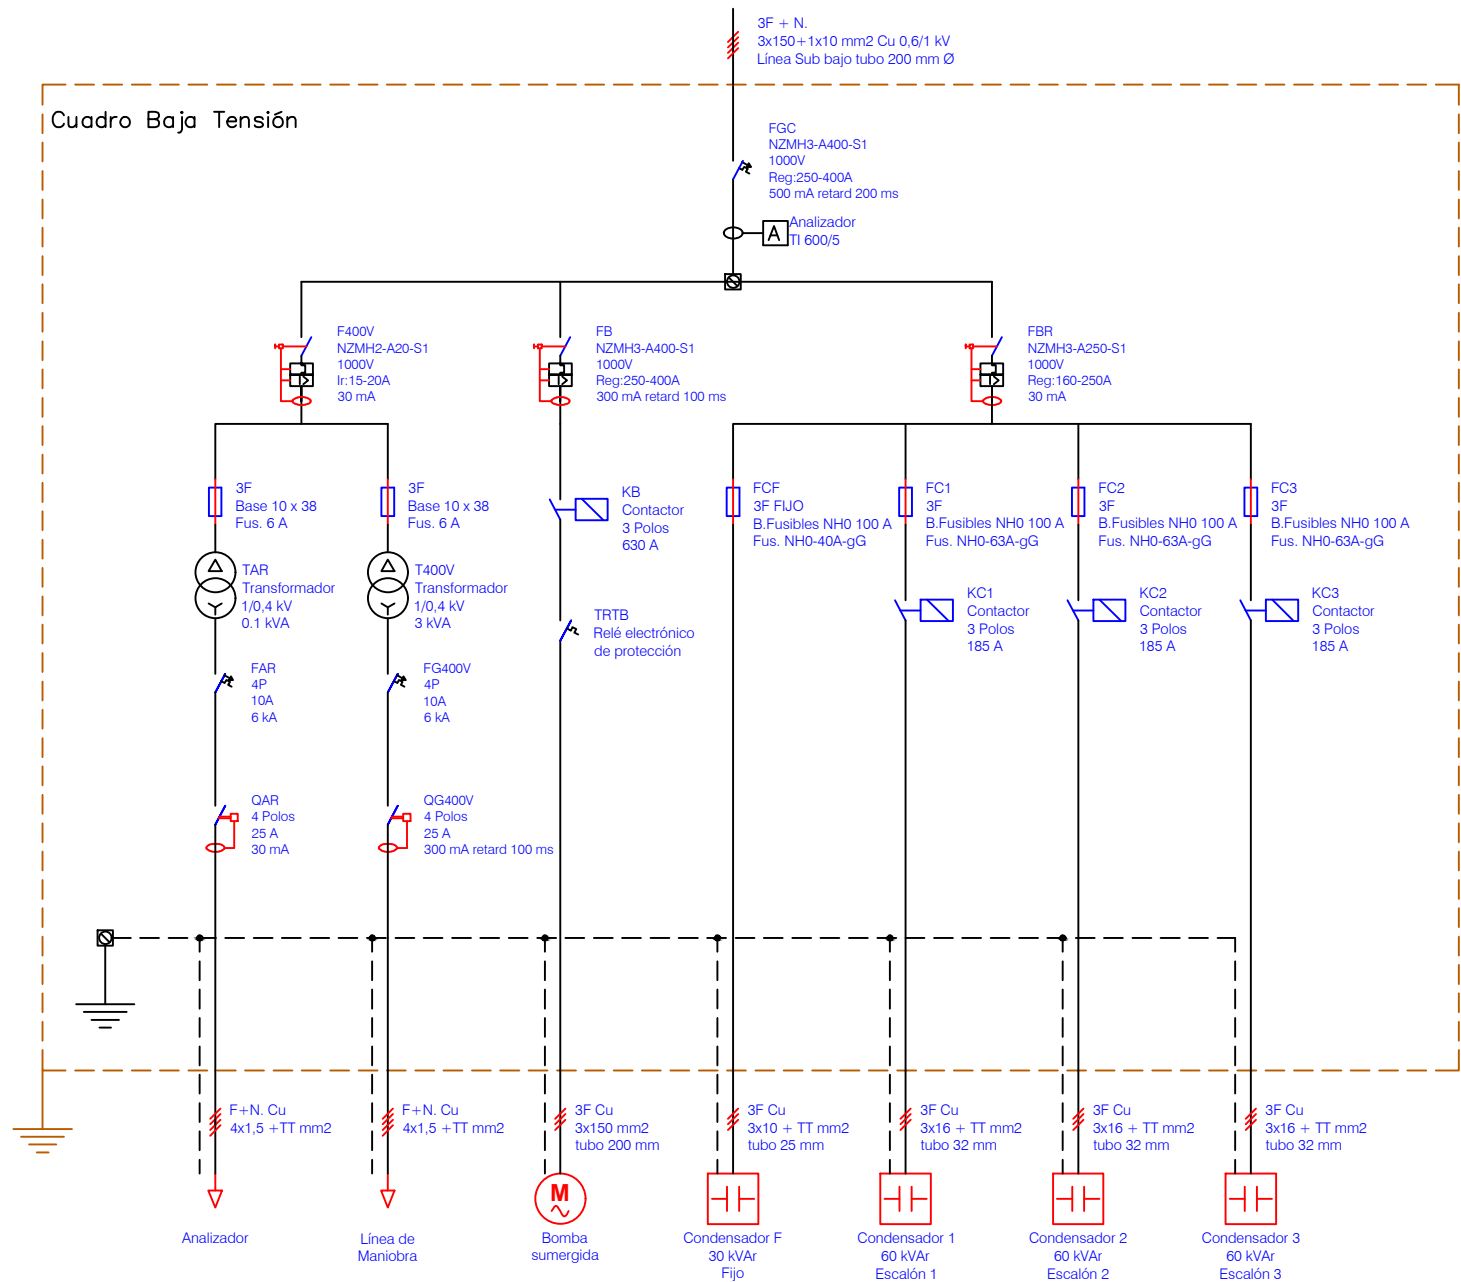 3F + N.
3x150+1x10 mm2 Cu 0,6/1 kV
Línea Sub bajo tubo 200 mm Ø
Cuadro Baja Tensión
FGC
NZMH3-A400-S1
1000V
Reg:250-400A
500 mA retard 200 ms
A
Analizador
TI 600/5
F400V
NZMH2-A20-S1
1000V
Ir:15-20A
30 mA
FB
NZMH3-A400-S1
1000V
Reg:250-400A
300 mA retard 100 ms
FBR
NZMH3-A250-S1
1000V
Reg:160-250A
30 mA
3F
Base 10 x 38
Fus. 6 A
3F
Base 10 x 38
Fus. 6 A
KB
Contactor
3 Polos
630 A
FCF
3F FIJO
B.Fusibles NH0 100 A
Fus. NH0-40A-gG
FC1
3F
B.Fusibles NH0 100 A
Fus. NH0-63A-gG
FC2
3F
B.Fusibles NH0 100 A
Fus. NH0-63A-gG
FC3
3F
B.Fusibles NH0 100 A
Fus. NH0-63A-gG
TAR
Transformador
1/0,4 kV
0.1 kVA
T400V
Transformador
1/0,4 kV
3 kVA
TRTB
Relé electrónico
de protección
KC1
Contactor
3 Polos
185 A
KC2
Contactor
3 Polos
185 A
KC3
Contactor
3 Polos
185 A
FAR
4P
10A
6 kA
FG400V
4P
10A
6 kA
QAR
4 Polos
25 A
30 mA
QG400V
4 Polos
25 A
300 mA retard 100 ms
F+N. Cu
4x1,5 +TT mm2
F+N. Cu
4x1,5 +TT mm2
3F Cu
3x150 mm2
tubo 200 mm
3F Cu
3x10 + TT mm2
tubo 25 mm
3F Cu
3x16 + TT mm2
tubo 32 mm
3F Cu
3x16 + TT mm2
tubo 32 mm
3F Cu
3x16 + TT mm2
tubo 32 mm
M
Analizador
Línea de
Maniobra
Bomba
sumergida
Condensador F
30 kVAr
Fijo
Condensador 1
60 kVAr
Escalón 1
Condensador 2
60 kVAr
Escalón 2
Condensador 3
60 kVAr
Escalón 3